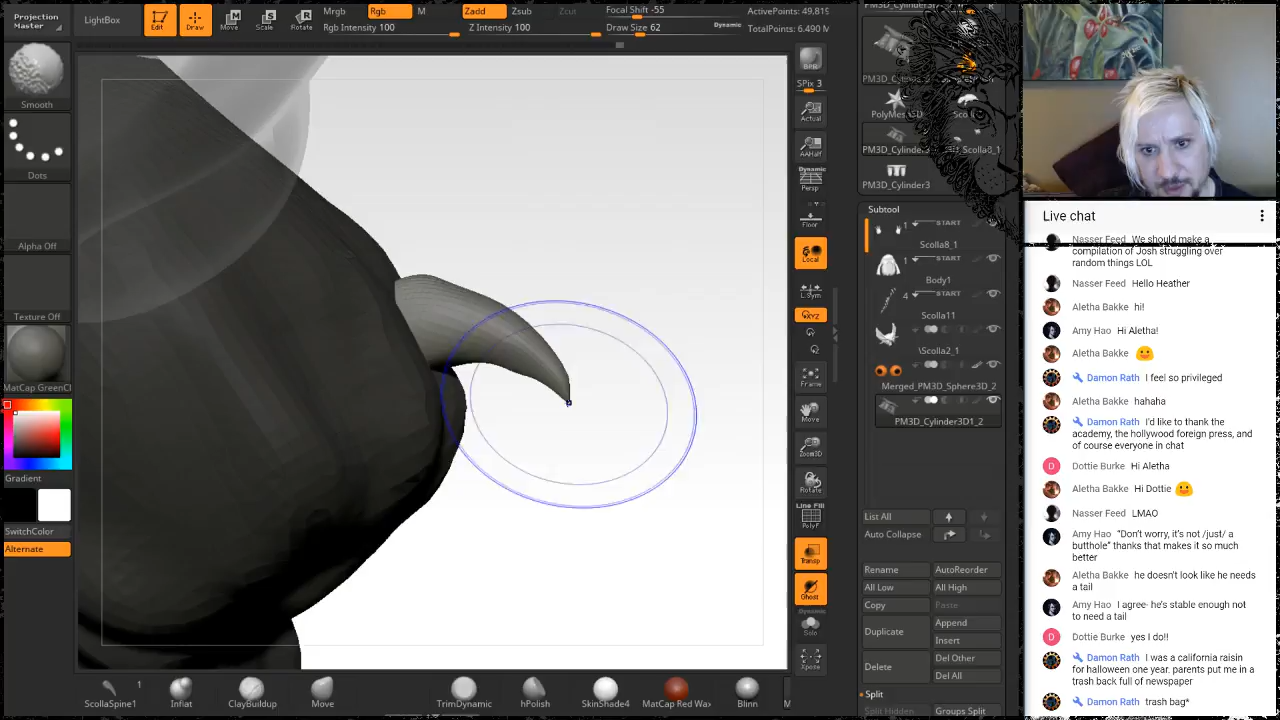 Projection
Master
LightBox
Edit
Draw
Move
Scale
Rotate
Mrgb
Rgb
M
Rgb Intensity 100
Zadd
Zsub
Zcut
Z Intensity 100
Focal Shift -55
Draw Size 62
Dynamic
ActivePoints: 49,819
TotalPoints: 6.490 M
Smooth
Dots
Alpha Off
Texture Off
MatCap GreenCl
Gradient
SwitchColor
Alternate
BPR
SPix 3
Actual
AAHalf
Dynamic
Persp
Floor
Local
L.Sym
XYZ
Frame
Move
Zoom3D
Rotate
Line Fill
PolyF
Transp
Ghost
Dynamic
Solo
Xpose
PolyMesh3D
PM3D_Cylinder3
Subtool
START
Scolla8_1
START
Body1
START
Scolla11
\Scolla2_1
Merged_PM3D_Sphere3D_2
PM3D_Cylinder3D1_2
List All
Auto Collapse
Rename
AutoReorder
All Low
All High
Copy
Paste
Duplicate
Append
Insert
Delete
Del Other
Del All
Split
Split Hidden
Groups Split
ScollaSpine1
1
Inflat
ClayBuildup
Move
TrimDynamic
hPolish
SkinShade4
MatCap Red Wax
Blinn
Live chat
Nasser Feed We should make a
compilation of Josh struggling over
random things LOL
Nasser Feed Hello Heather
Aletha Bakke hi!
Amy Hao Hi Aletha!
Aletha Bakke
Damon Rath I feel so privileged
Aletha Bakke hahaha
Damon Rath I'd like to thank the
academy, the hollywood foreign press, and
of course everyone in chat
D
Dottie Burke Hi Aletha
Aletha Bakke Hi Dottie
Nasser Feed LMAO
Amy Hao "Don't worry, it's not /just/ a
butthole" thanks that makes it so much
better
Aletha Bakke he doesn't look like he needs
a tail
Amy Hao I agree- he's stable enough not
to need a tail
D
Dottie Burke yes I do!!
Damon Rath I was a california raisin
for halloween one year. parents put me in a
trash back full of newspaper
Damon Rath trash bag*